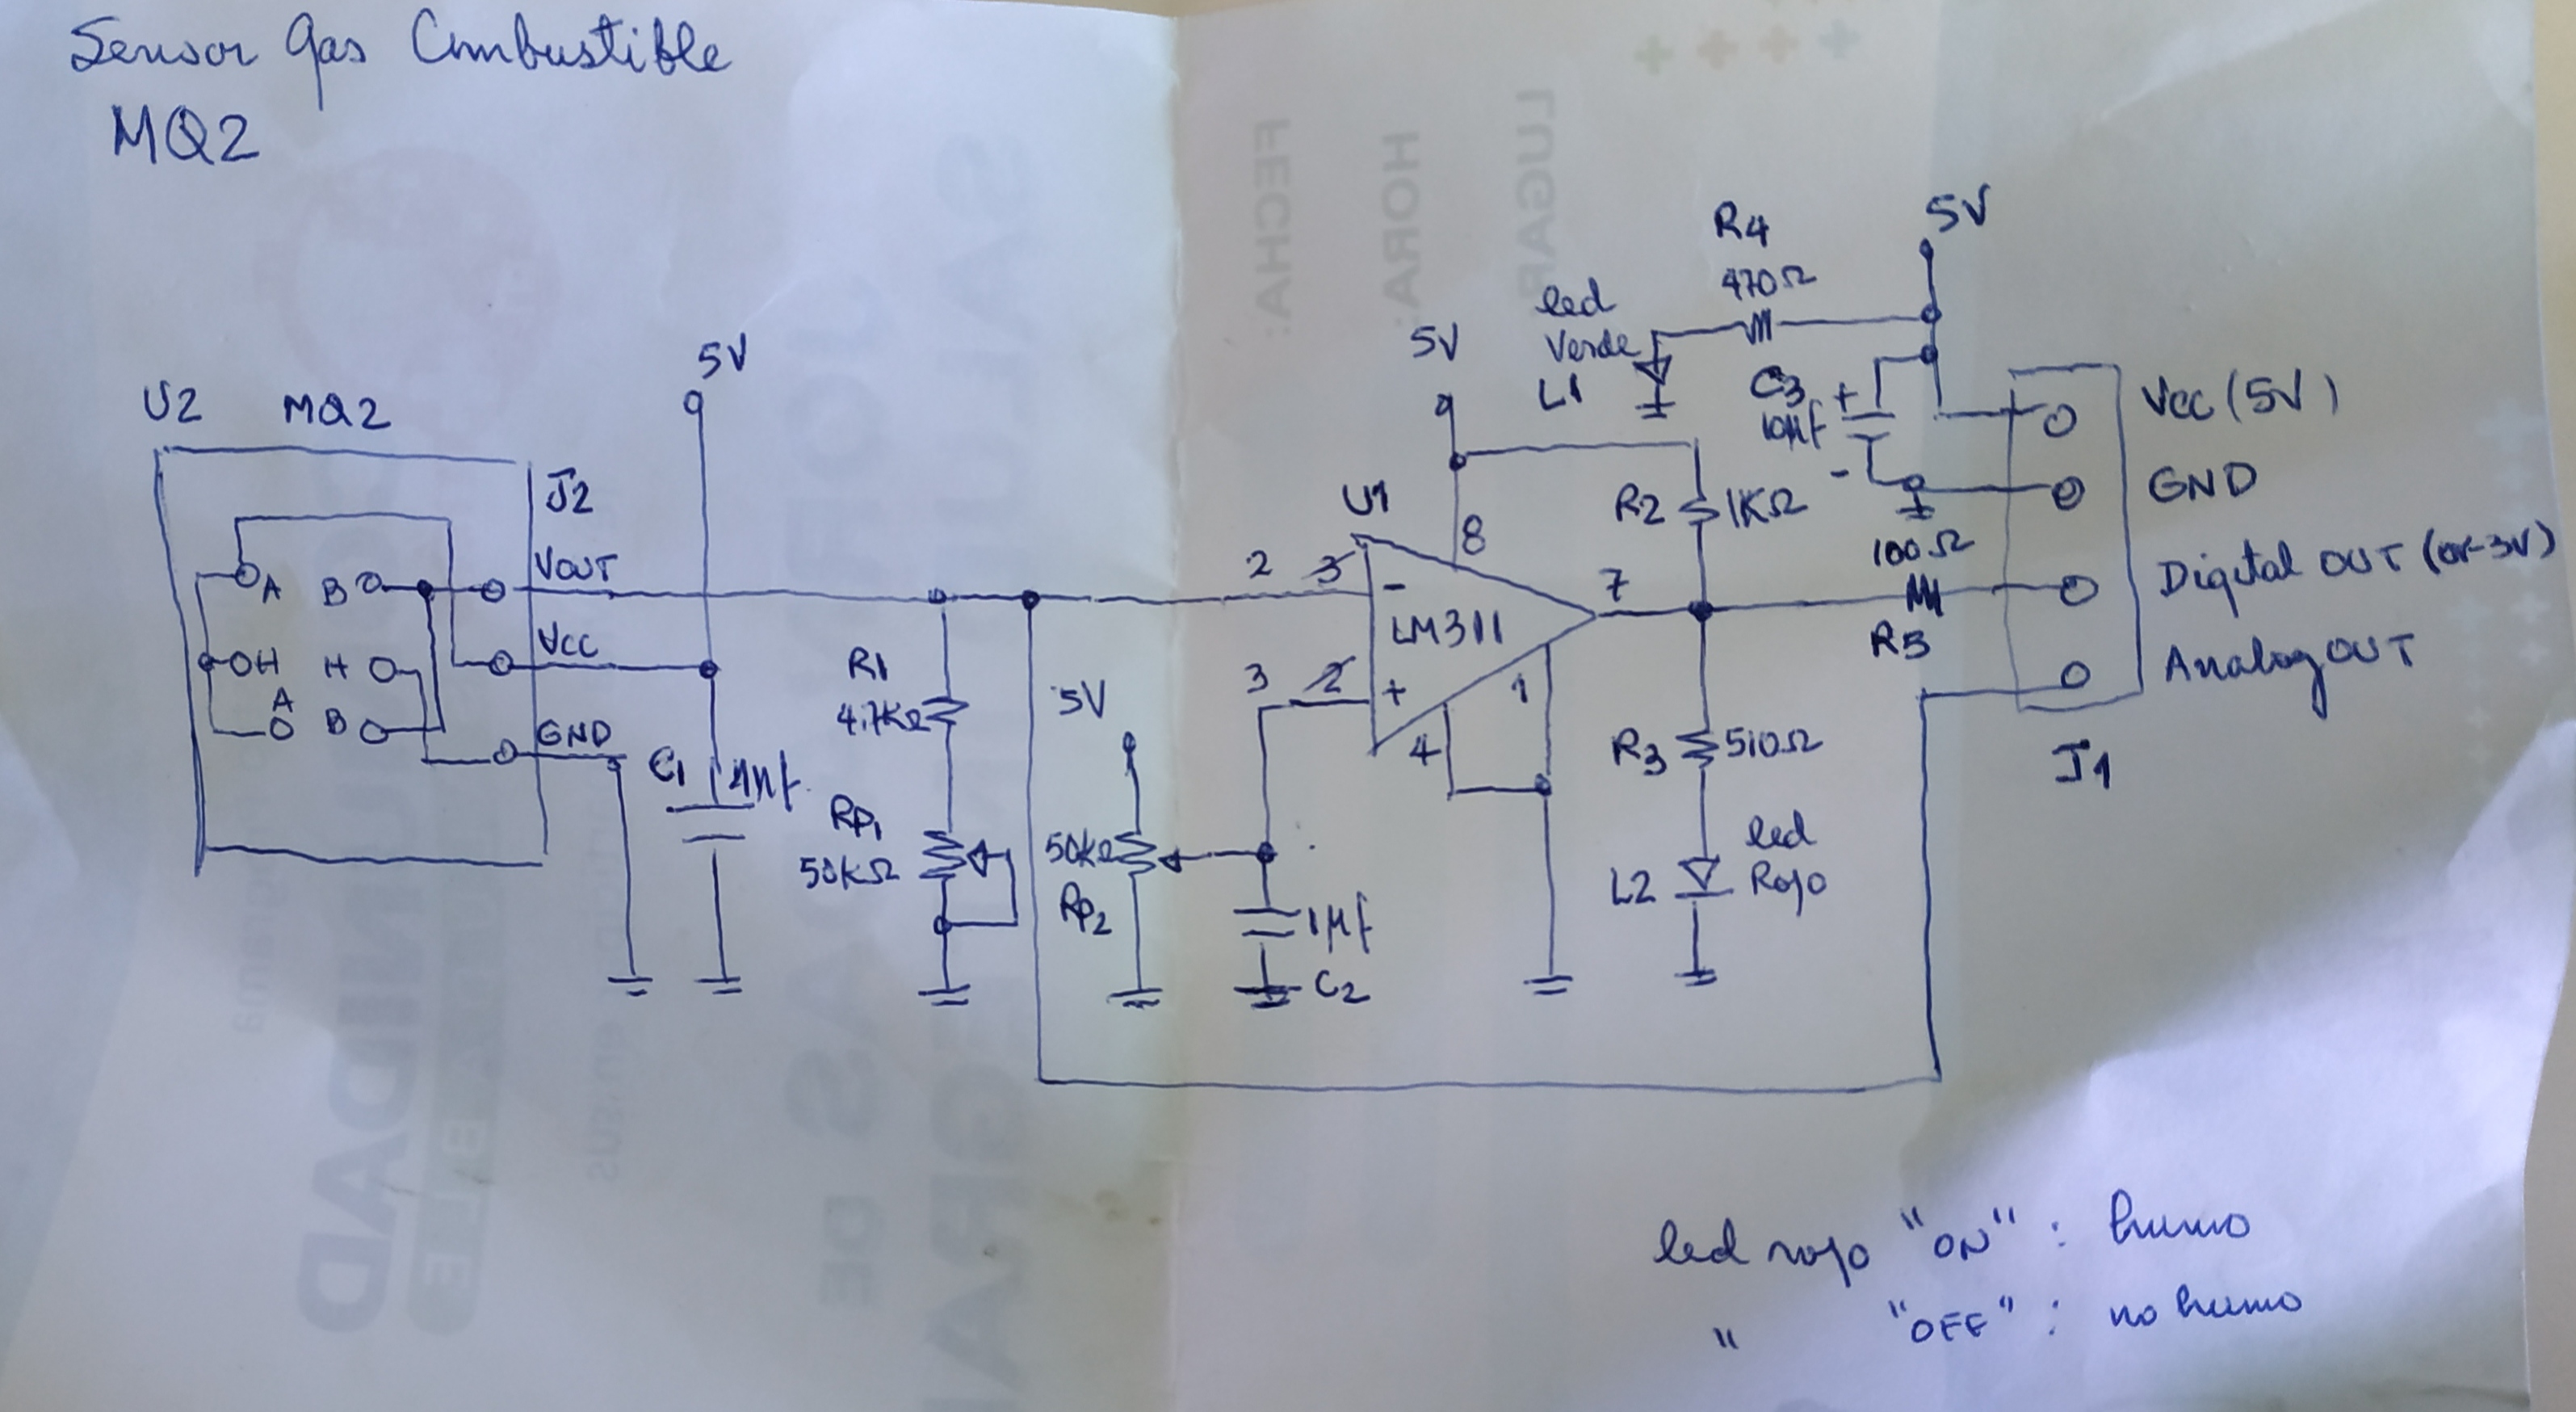 Sensor Gas Combustible
MQ2
U2 MQ2
J2
VOUT
VCC
GND
A B
OH H
A
B
5V
C1 1µf
R1
4.7KΩ
RP1
50KΩ
5V
50KΩ
RP2
1µf
C2
5V
U1
8
2 3
-
LM311
3 2
+
4
1
7
led
Verde
L1
R4
470Ω
5V
C3 +
10µf
-
R2 1KΩ
100Ω
R5
R3 510Ω
L2
led
Rojo
Vcc (5V)
GND
Digital OUT (0V-3V)
Analog OUT
J1
led rojo "ON" : humo
" "OFF" : no humo
FECHA:
HORA:
LUGAR